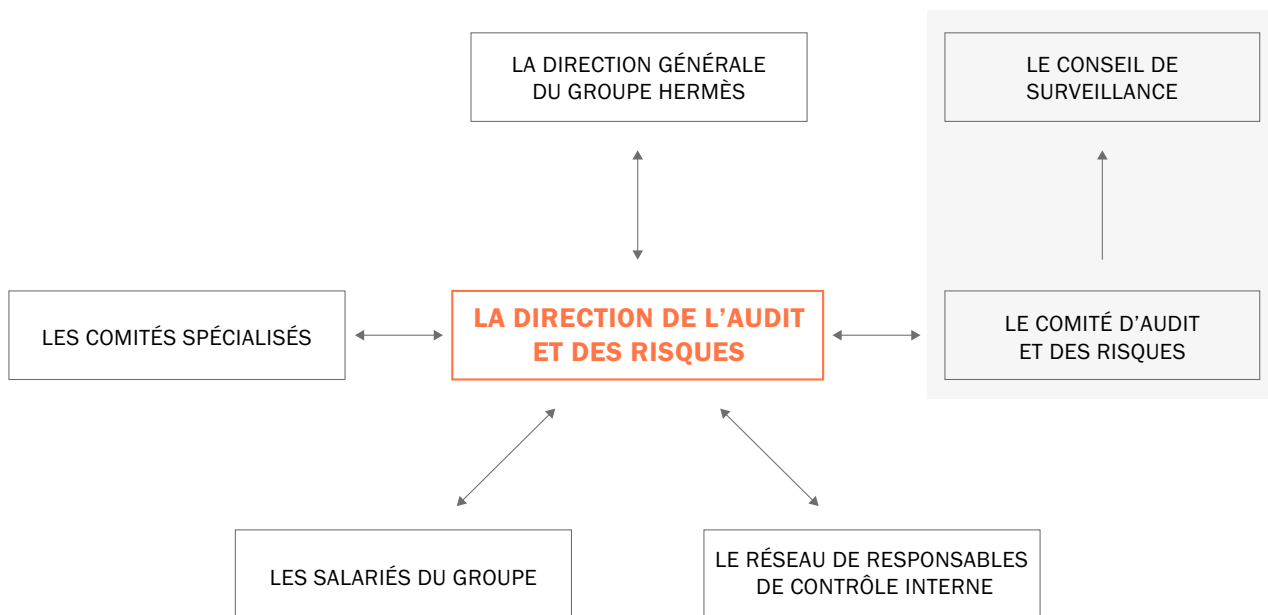 LA DIRECTION GÉNÉRALE
DU GROUPE HERMÈS
LE CONSEIL DE
SURVEILLANCE
LES COMITÉS SPÉCIALISÉS
LA DIRECTION DE L’AUDIT
ET DES RISQUES
LE COMITÉ D’AUDIT
ET DES RISQUES
LES SALARIÉS DU GROUPE
LE RÉSEAU DE RESPONSABLES
DE CONTRÔLE INTERNE